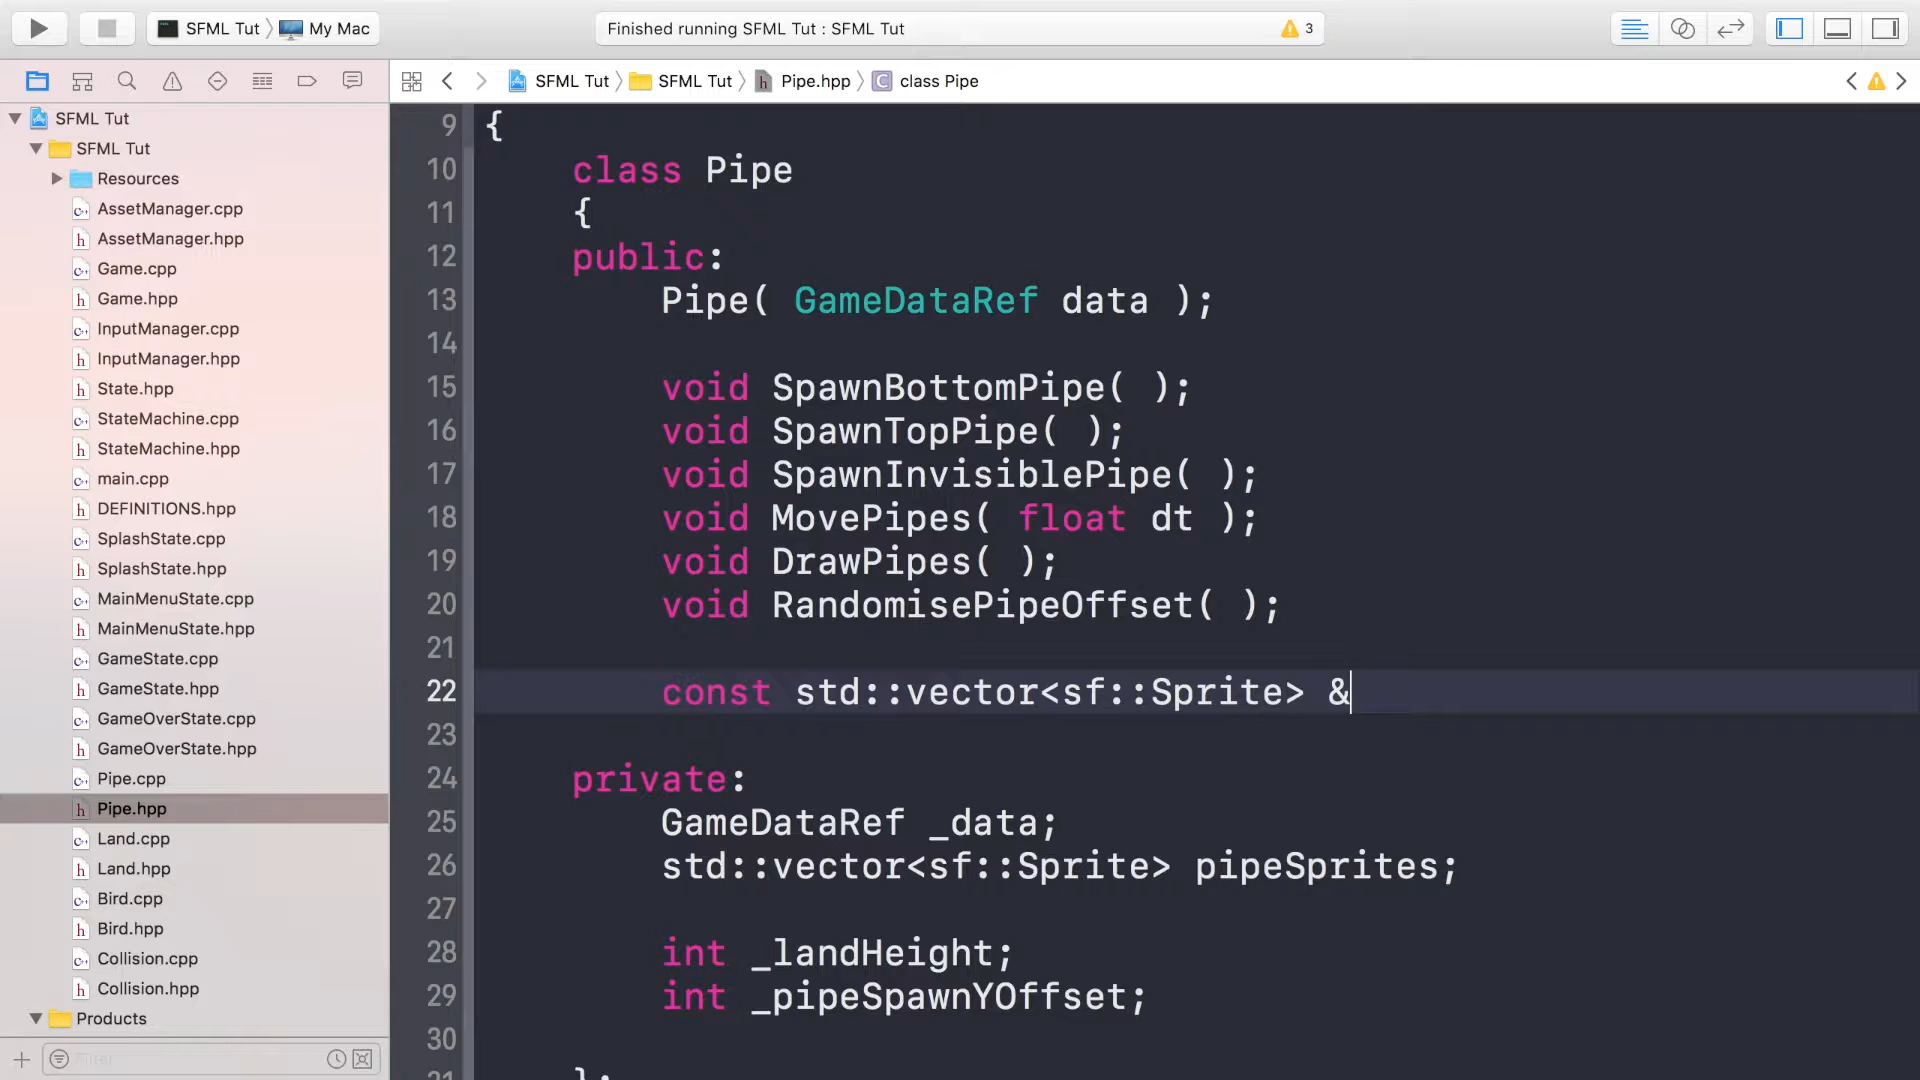 SFML Tut My Mac
Finished running SFML Tut : SFML Tut
3
SFML Tut SFML Tut Pipe.hpp C class Pipe
SFML Tut
SFML Tut
Resources
AssetManager.cpp
AssetManager.hpp
Game.cpp
Game.hpp
InputManager.cpp
InputManager.hpp
State.hpp
StateMachine.cpp
StateMachine.hpp
main.cpp
DEFINITIONS.hpp
SplashState.cpp
SplashState.hpp
MainMenuState.cpp
MainMenuState.hpp
GameState.cpp
GameState.hpp
GameOverState.cpp
GameOverState.hpp
Pipe.cpp
Pipe.hpp
Land.cpp
Land.hpp
Bird.cpp
Bird.hpp
Collision.cpp
Collision.hpp
Products
Filter
9 {
10 class Pipe
11 {
12 public:
13 Pipe( GameDataRef data );
14
15 void SpawnBottomPipe( );
16 void SpawnTopPipe( );
17 void SpawnInvisiblePipe( );
18 void MovePipes( float dt );
19 void DrawPipes( );
20 void RandomisePipeOffset( );
21
22 const std::vector<sf::Sprite> &
23
24 private:
25 GameDataRef _data;
26 std::vector<sf::Sprite> pipeSprites;
27
28 int _landHeight;
29 int _pipeSpawnYOffset;
30
31 };